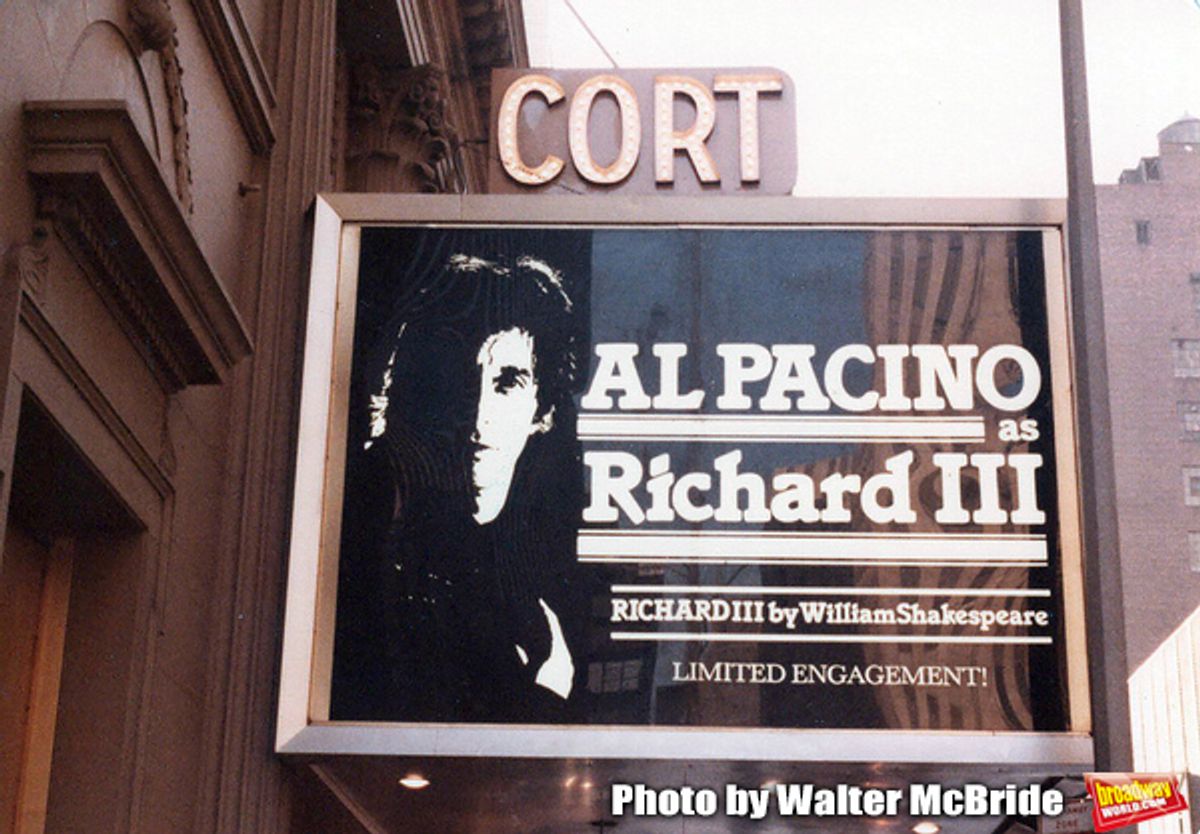 CORT
AL PACINO
as
Richard III
RICHARD III by William Shakespeare
LIMITED ENGAGEMENT!
Photo by Walter McBride
broadway
WORLD.COM